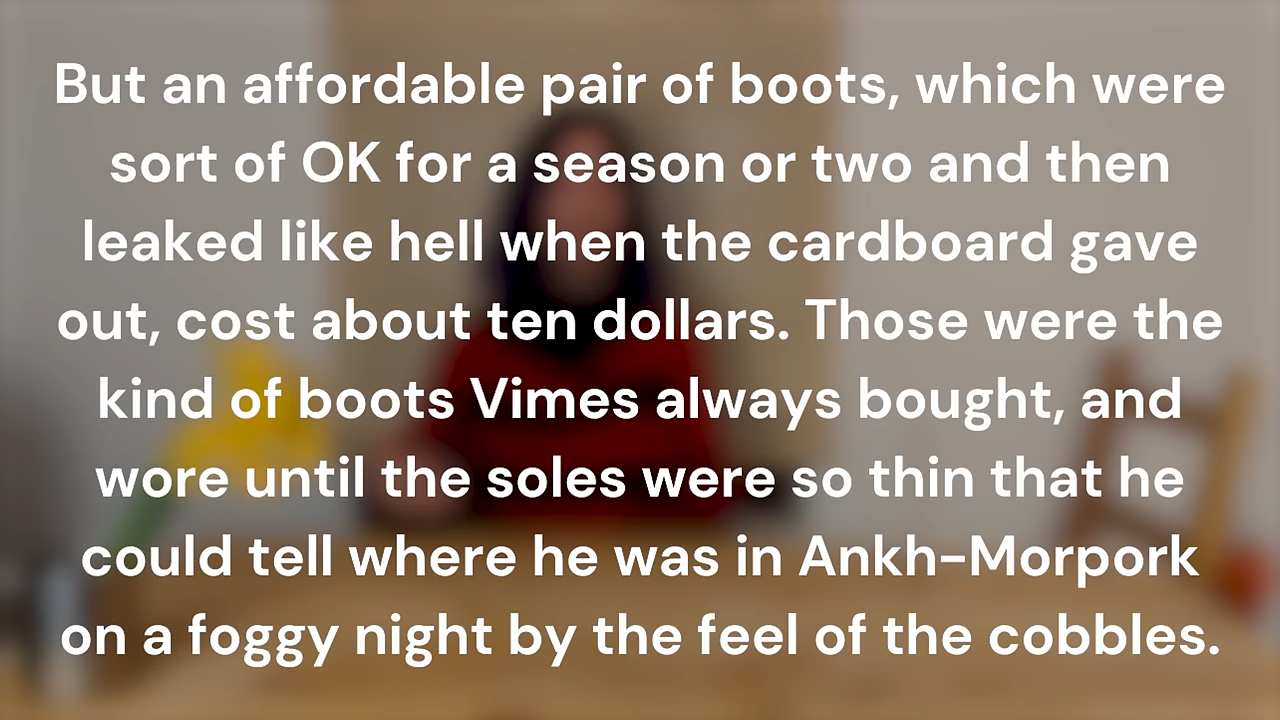 But an affordable pair of boots, which were
sort of OK for a season or two and then
leaked like hell when the cardboard gave
out, cost about ten dollars. Those were the
kind of boots Vimes always bought, and
wore until the soles were so thin that he
could tell where he was in Ankh-Morpork
on a foggy night by the feel of the cobbles.